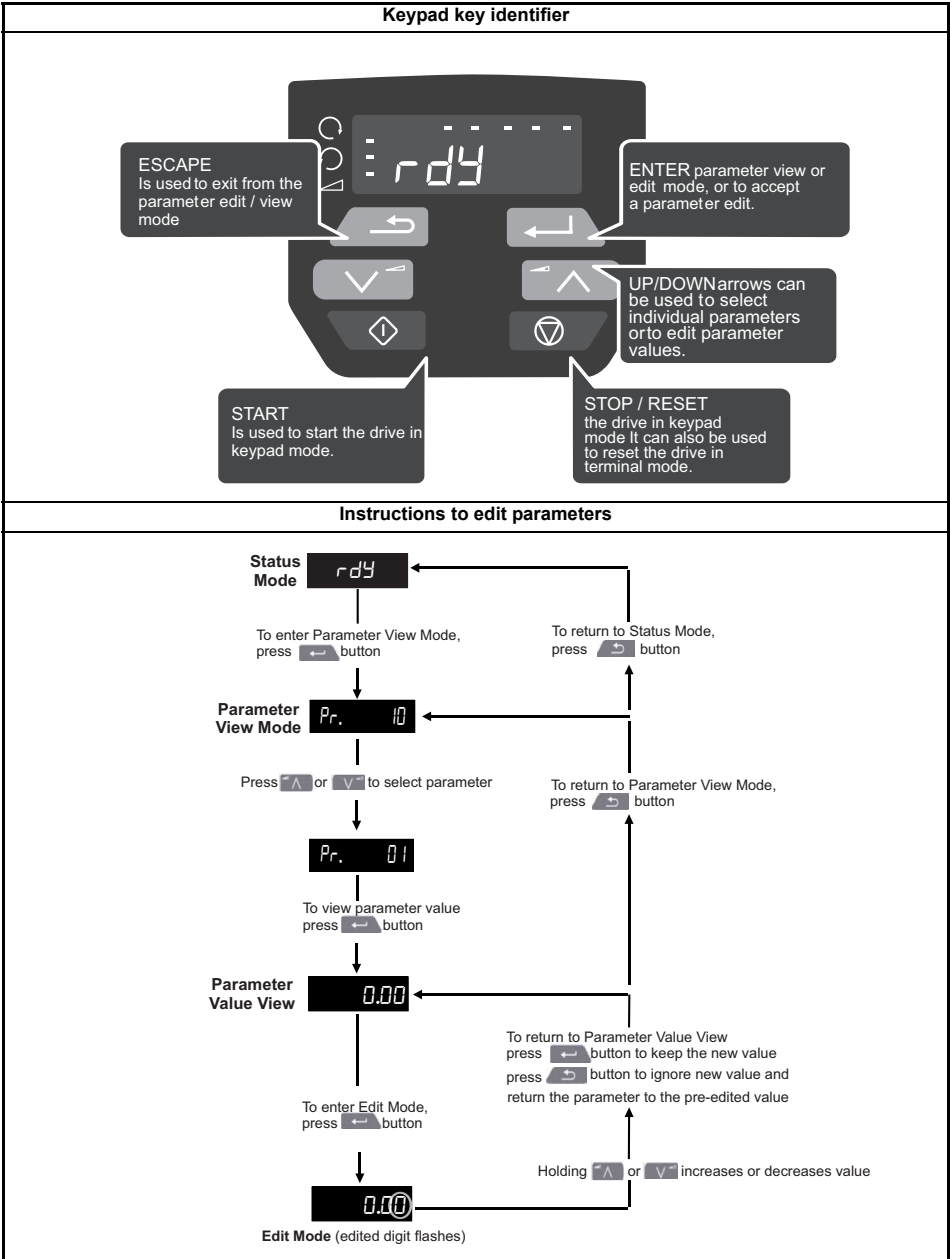 Keypad key identifier
rdy
ESCAPE
Is used to exit from the
parameter edit / view
mode
ENTER parameter view or
edit mode, or to accept
a parameter edit.
UP/DOWN arrows can
be used to select
individual parameters
orto edit parameter
values.
START
Is used to start the drive in
keypad mode.
STOP / RESET
the drive in keypad
mode It can also be used
to reset the drive in
terminal mode.
Instructions to edit parameters
Status
Mode
rdy
To enter Parameter View Mode,
press button
To return to Status Mode,
press button
Parameter
View Mode
Pr. 10
Press or to select parameter
To return to Parameter View Mode,
press button
Pr. 01
To view parameter value
press button
Parameter
Value View
0.00
To return to Parameter Value View
press button to keep the new value
press button to ignore new value and
return the parameter to the pre-edited value
To enter Edit Mode,
press button
Holding or increases or decreases value
0.00
Edit Mode (edited digit flashes)